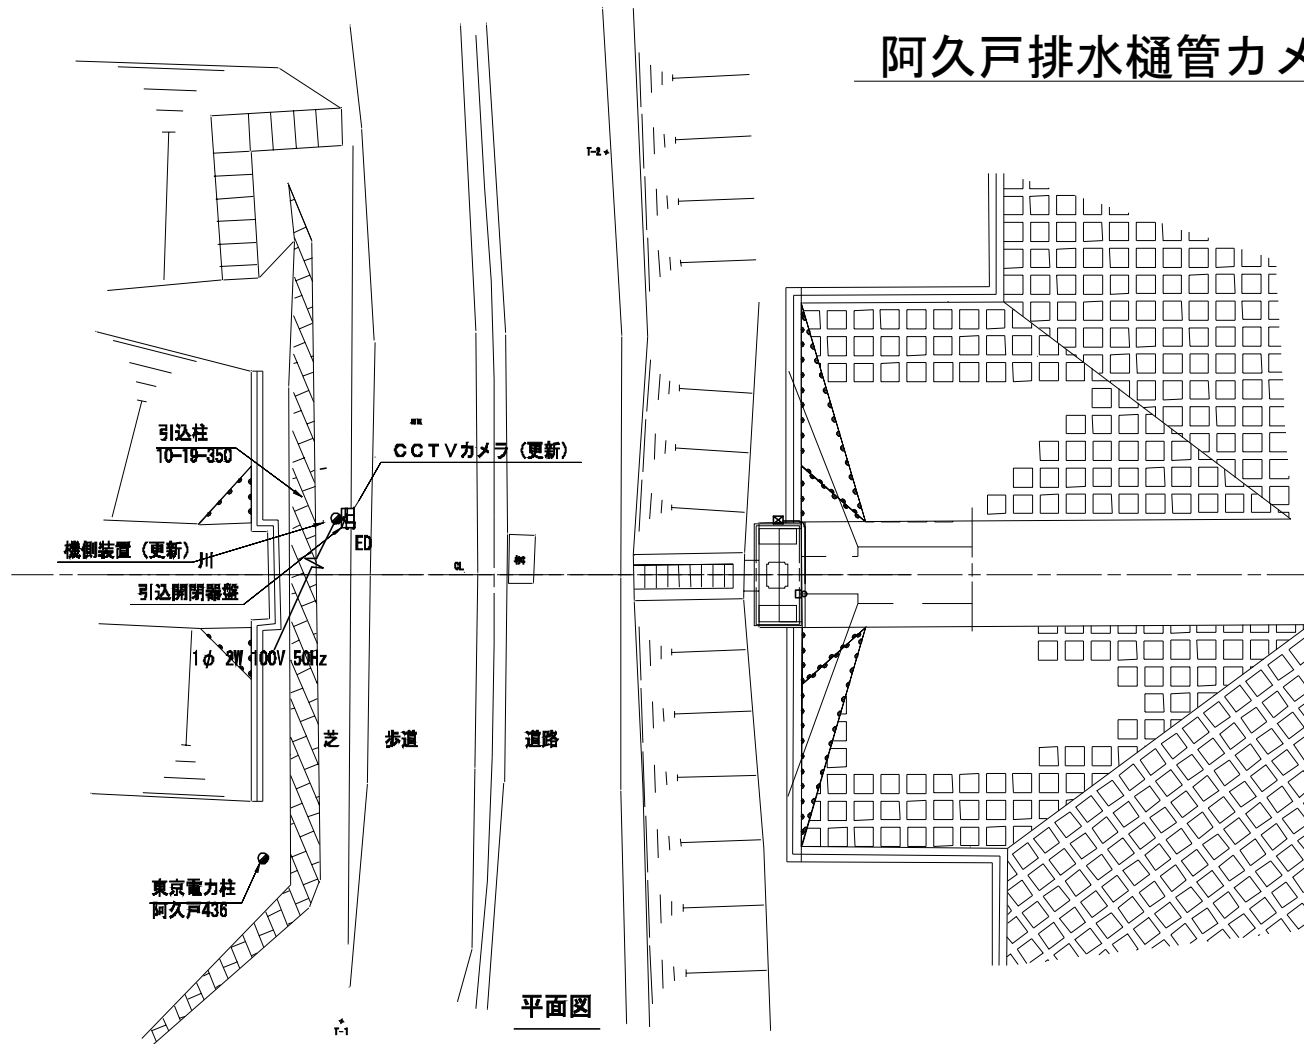 阿久戸排水樋管カメ
T-2
引込柱
10-19-350
CCTVカメラ（更新）
ED
機側装置（更新）
川
CL
引込開閉器盤
1φ 2W 100V 50Hz
芝
歩道
道路
東京電力柱
阿久戸436
平面図
T-1